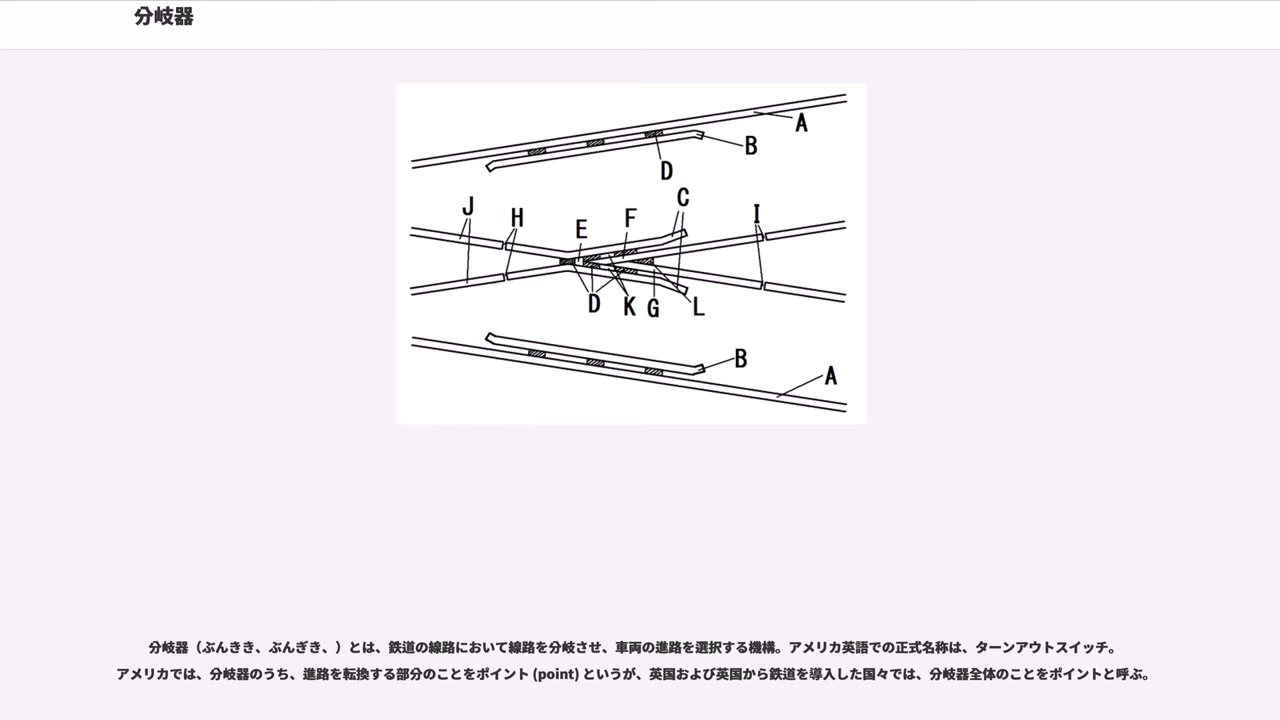 分岐器
A
B
D
C
J
H
F
I
E
D
K
G
L
B
A
分岐器（ぶんきき、ぶんぎき、）とは、鉄道の線路において線路を分岐させ、車両の進路を選択する機構。アメリカ英語での正式名称は、ターンアウトスイッチ。
アメリカでは、分岐器のうち、進路を転換する部分のことをポイント (point) というが、英国および英国から鉄道を導入した国々では、分岐器全体のことをポイントと呼ぶ。